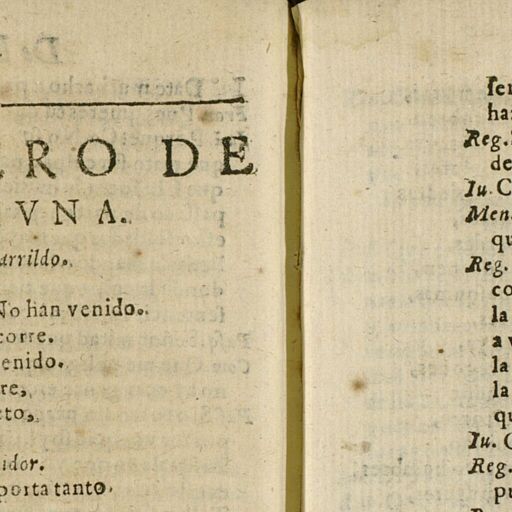 RO DE
VNA.
arrildo.
No han venido.
corre.
enido.
re,
eto,
idor.
porta tanto.
ha
Reg.
de
Iu. C
Men.
qu
Reg.
co
la
a v
la
la
qu
Iu. C
Reg.
pu